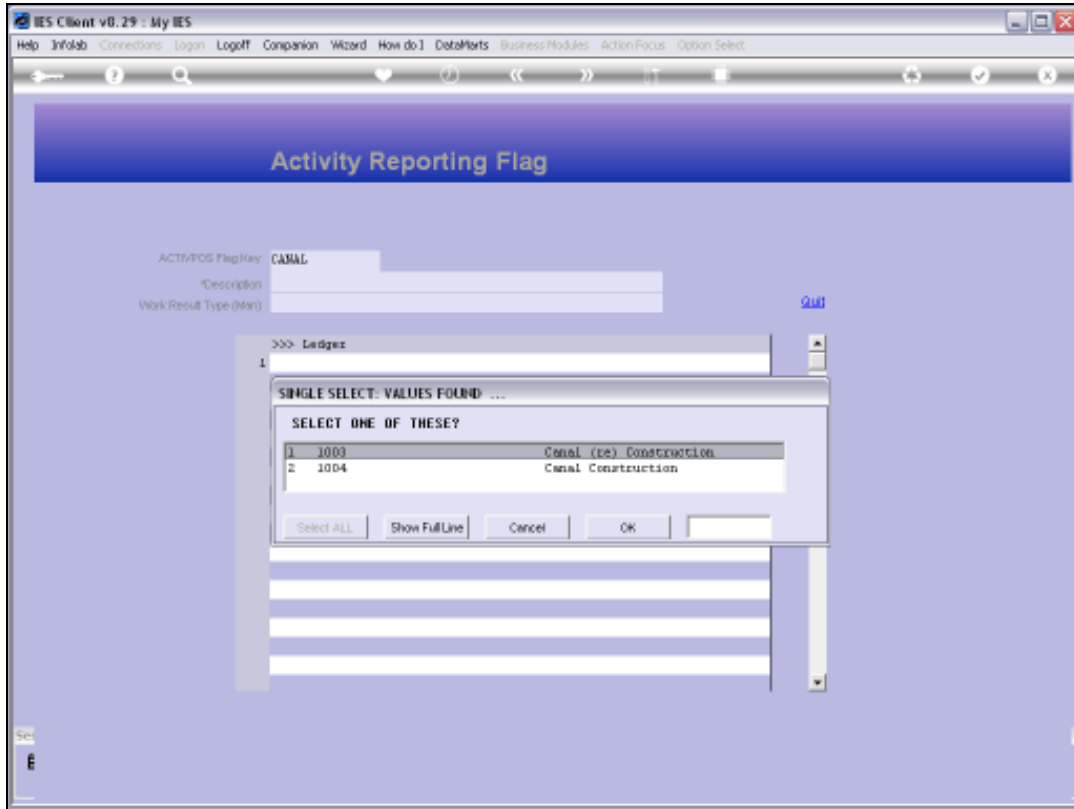 IES Client v8.29 : My IES
Help Infolab Connections Logon Logoff Companion Wizard How do I DataMarts Business Modules Action Focus Option Select
Activity Reporting Flag
ACTIVPOS Flag Key CANAL
*Description
Work Result Type (Man)
Quit
>>> Ledger
1
SINGLE SELECT: VALUES FOUND ...
SELECT ONE OF THESE?
1 1003 Canal (re) Construction
2 1004 Canal Construction
Select ALL Show Full Line Cancel OK